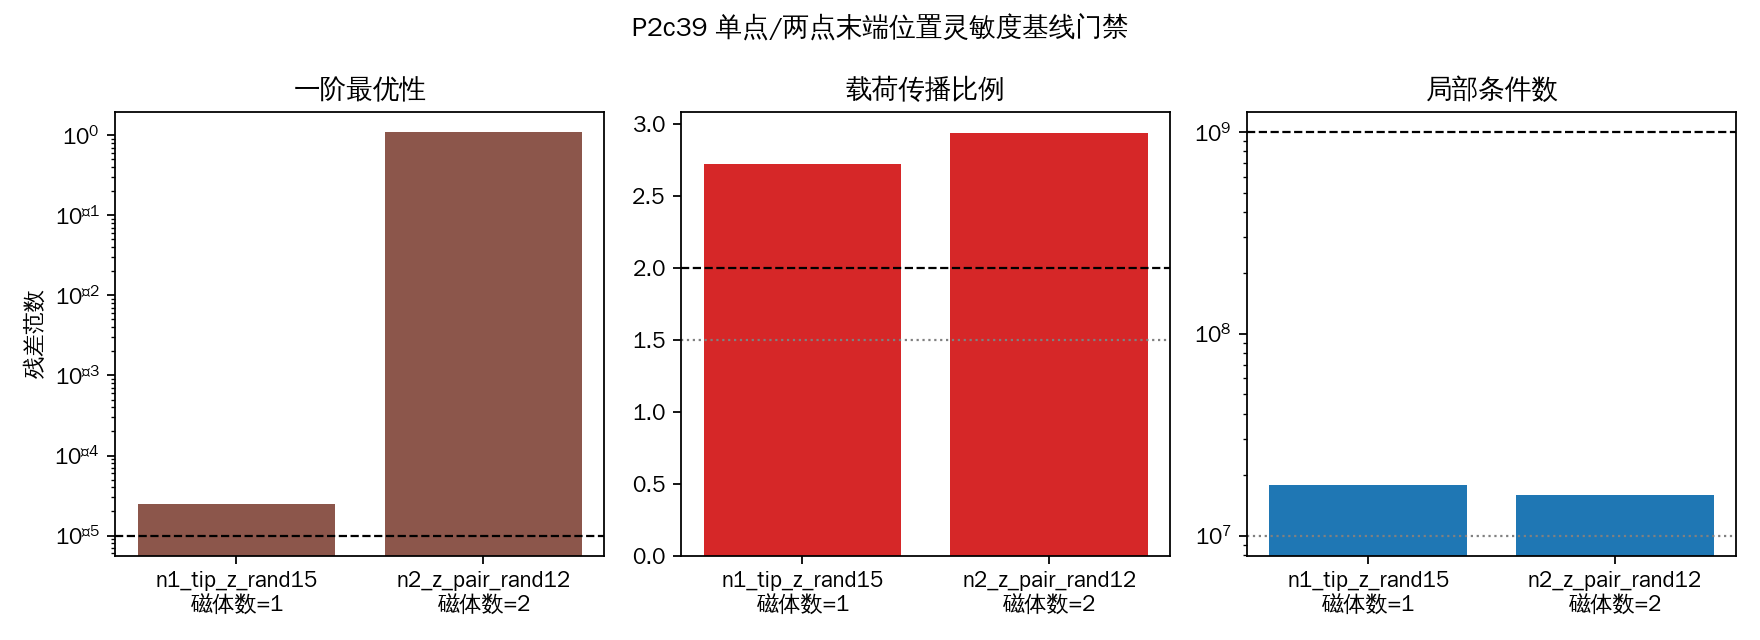 P2c39 单点/两点末端位置灵敏度基线门禁
一阶最优性
残差范数
10⁰
10¤¹
10¤²
10¤³
10¤⁴
10¤⁵
n1_tip_z_rand15
磁体数=1
n2_z_pair_rand12
磁体数=2
载荷传播比例
3.0
2.5
2.0
1.5
1.0
0.5
0.0
n1_tip_z_rand15
磁体数=1
n2_z_pair_rand12
磁体数=2
局部条件数
10⁹
10⁸
10⁷
n1_tip_z_rand15
磁体数=1
n2_z_pair_rand12
磁体数=2